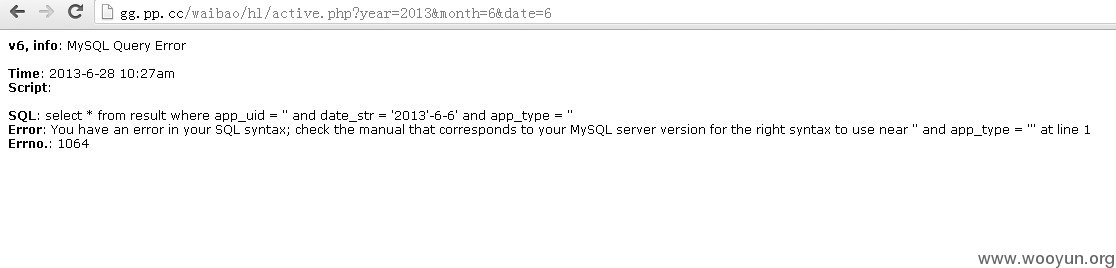 gg.pp.cc/waibao/hl/active.php?year=2013&month=6&date=6
v6, info: MySQL Query Error
Time: 2013-6-28 10:27am
Script:
SQL: select * from result where app_uid = '' and date_str = '2013'-6-6' and app_type = ''
Error: You have an error in your SQL syntax; check the manual that corresponds to your MySQL server version for the right syntax to use near '' and app_type = ''' at line 1
Errno.: 1064
www.wooyun.org